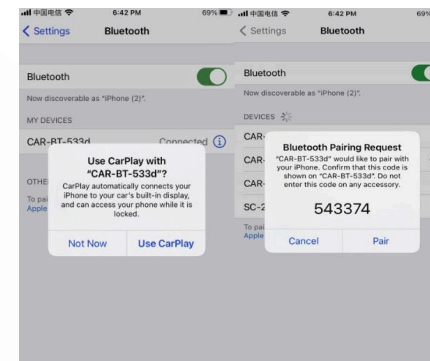 中国电信
6:42 PM
69%
Settings
Bluetooth
Bluetooth
Now discoverable as "iPhone (2)".
MY DEVICES
CAR-BT-533d
Connected
Use CarPlay with
"CAR-BT-533d"?
CarPlay automatically connects your
iPhone to your car's built-in display,
and can access your phone while it is
locked.
OTHE
To pai
Apple
Not Now
Use CarPlay
中国电信
6:42 PM
69%
Settings
Bluetooth
Bluetooth
Now discoverable as "iPhone (2)".
DEVICES
CAR-
Bluetooth Pairing Request
"CAR-BT-533d" would like to pair with
your iPhone. Confirm that this code is
shown on "CAR-BT-533d". Do not
enter this code on any accessory.
CAR-
CAR-
SC-2
543374
To pai
Apple
Cancel
Pair